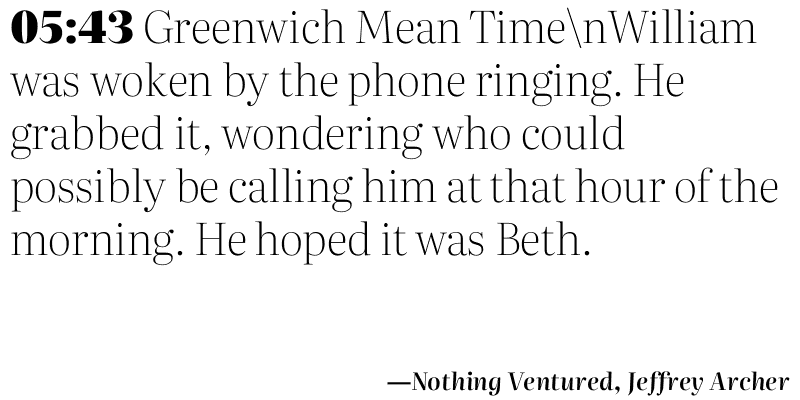 05:43 Greenwich Mean Time\nWilliam
was woken by the phone ringing. He
grabbed it, wondering who could
possibly be calling him at that hour of the
morning. He hoped it was Beth.
—Nothing Ventured, Jeffrey Archer